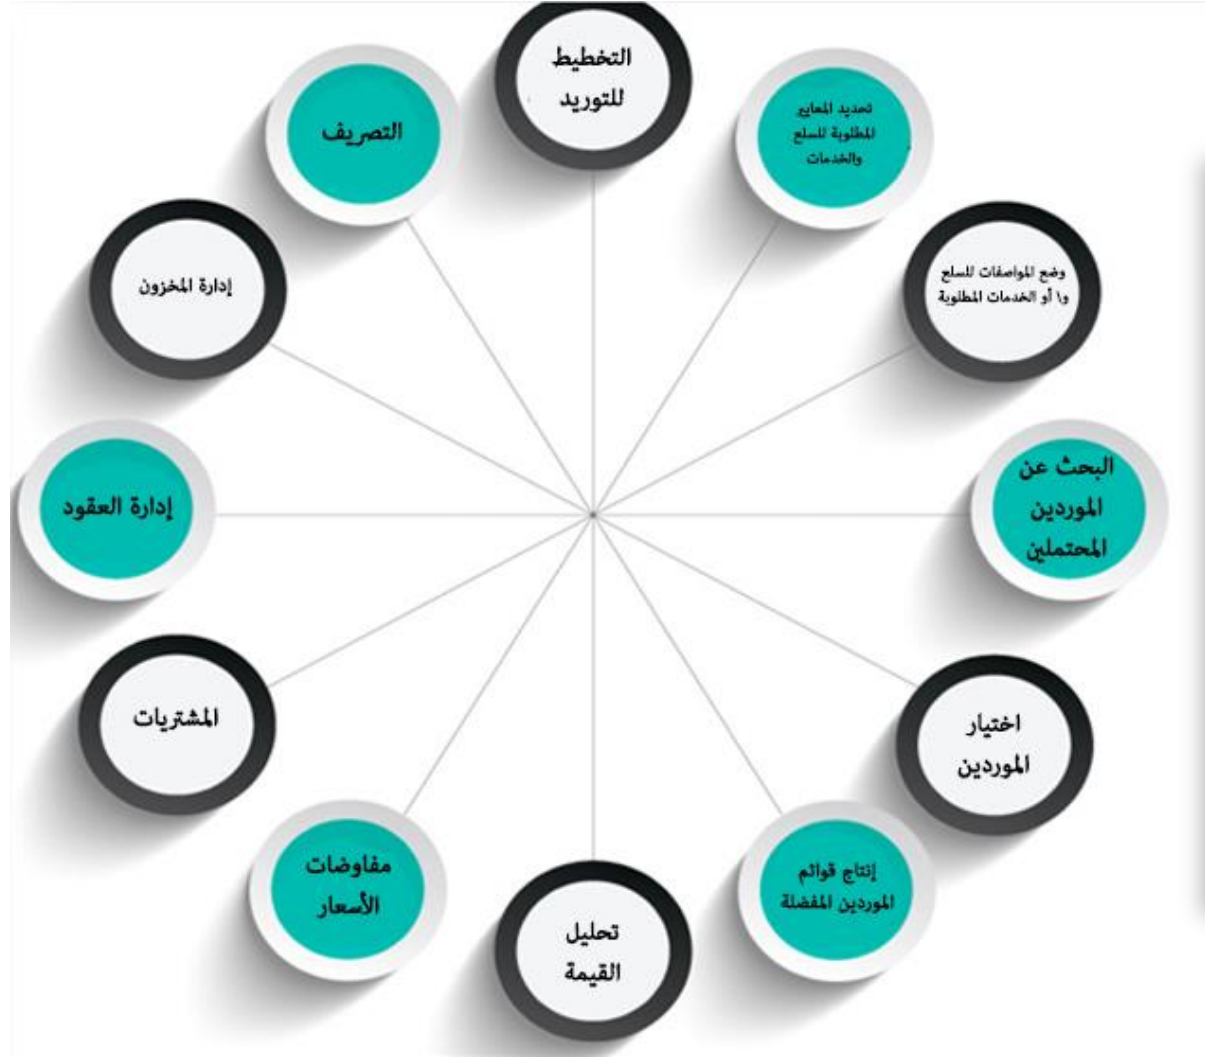 التخطيط
للتوريد
تحديد المعايير
المطلوبة للسلع
والخدمات
وضع المواصفات للسلع
و\ أو الخدمات المطلوبة
البحث عن
الموردين
المحتملين
اختيار
الموردين
إنتاج قوائم
الموردين المفضلة
تحليل
القيمة
مفاوضات
الأسعار
المشتريات
إدارة العقود
إدارة المخزون
التصريف